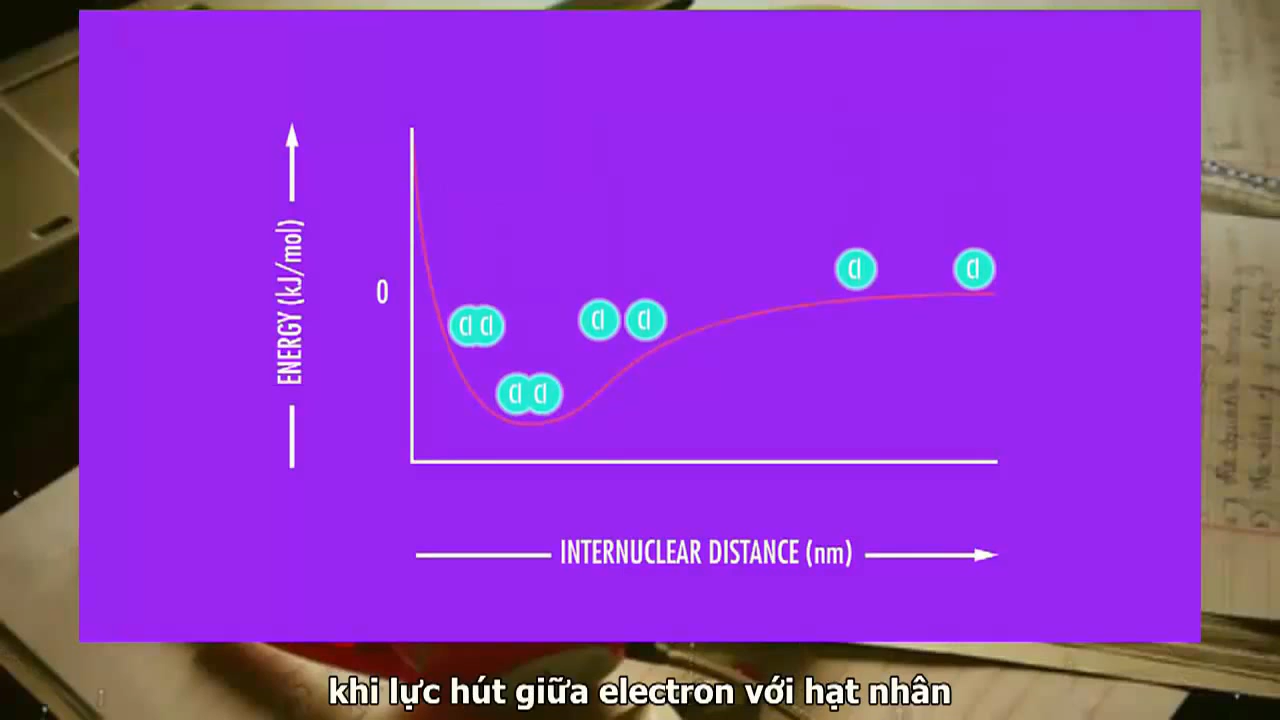 ENERGY (kJ/mol)
0
Cl Cl
Cl Cl
Cl Cl
Cl Cl
INTERNUCLEAR DISTANCE (nm)
khi lực hút giữa electron với hạt nhân